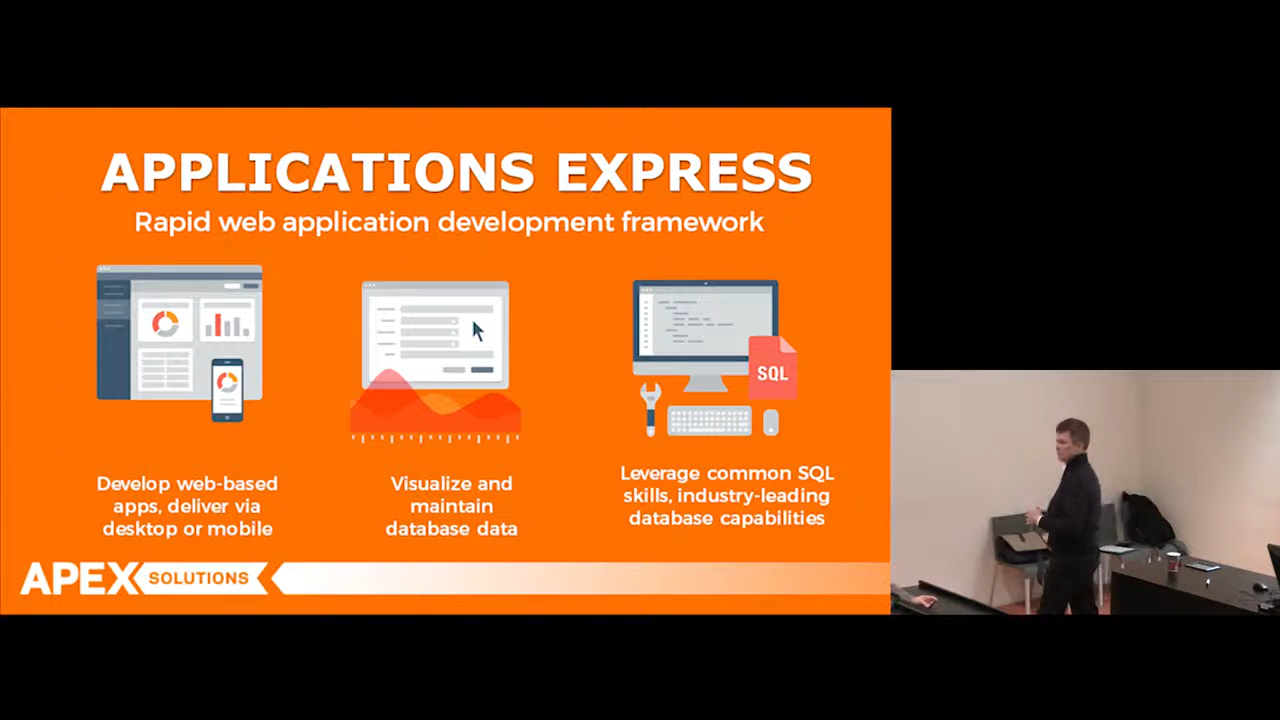 APPLICATIONS EXPRESS
Rapid web application development framework
SQL
Develop web-based
apps, deliver via
desktop or mobile
Visualize and
maintain
database data
Leverage common SQL
skills, industry-leading
database capabilities
APEX SOLUTIONS